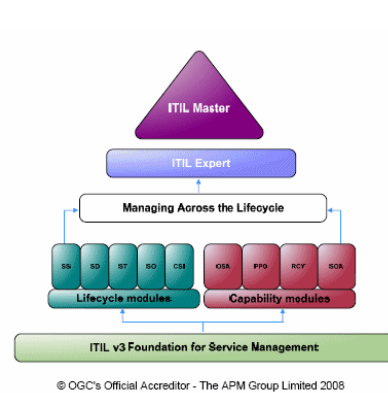 ITIL Master
ITIL Expert
Managing Across the Lifecycle
SS SD ST SO CSI OSA PPO RCV SOA
Lifecycle modules Capability modules
ITIL v3 Foundation for Service Management
© OGC's Official Accreditor - The APM Group Limited 2008